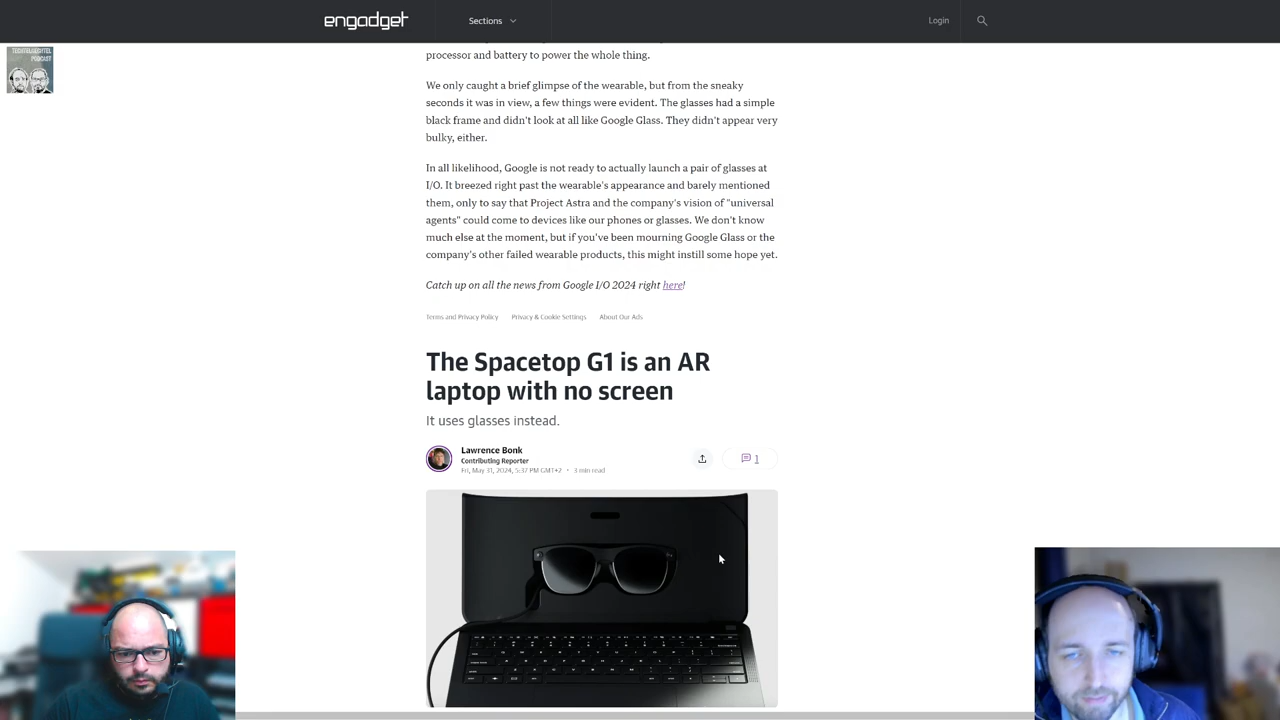 engadget
Sections
Login
TECHTELMECHTEL
PODCAST
processor and battery to power the whole thing.
We only caught a brief glimpse of the wearable, but from the sneaky
seconds it was in view, a few things were evident. The glasses had a simple
black frame and didn't look at all like Google Glass. They didn't appear very
bulky, either.
In all likelihood, Google is not ready to actually launch a pair of glasses at
I/O. It breezed right past the wearable's appearance and barely mentioned
them, only to say that Project Astra and the company's vision of "universal
agents" could come to devices like our phones or glasses. We don't know
much else at the moment, but if you've been mourning Google Glass or the
company's other failed wearable products, this might instill some hope yet.
Catch up on all the news from Google I/O 2024 right here!
Terms and Privacy Policy Privacy & Cookie Settings About Our Ads
The Spacetop G1 is an AR
laptop with no screen
It uses glasses instead.
Lawrence Bonk
Contributing Reporter
Fri, May 31, 2024, 5:37 PM GMT+2 • 3 min read
1